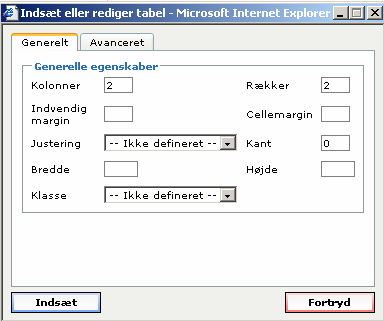 Indsæt eller rediger tabel - Microsoft Internet Explorer
Generelt Avanceret
Generelle egenskaber
Kolonner 2 Rækker 2
Indvendig margin Cellemargin
Justering -- Ikke defineret -- Kant 0
Bredde Højde
Klasse -- Ikke defineret --
Indsæt Fortryd